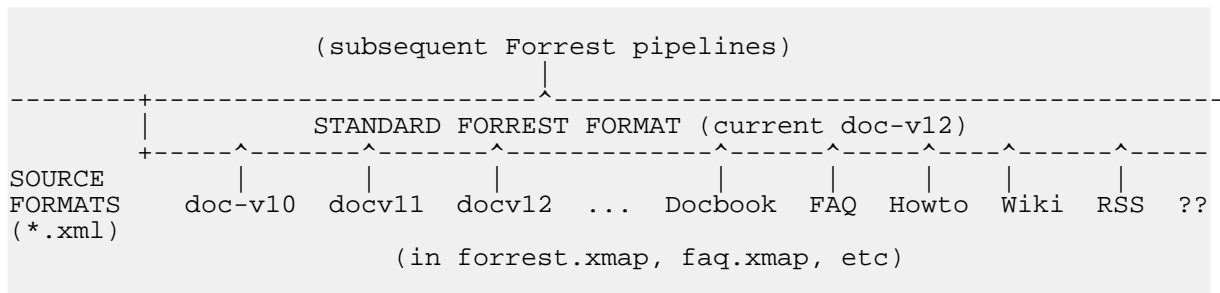 (subsequent Forrest pipelines)
|
--------+------------------------^------------------------------------------
| STANDARD FORREST FORMAT (current doc-v12)
+-----^-------^-------^-------------^------^-----^----^------^-----
SOURCE | | | | | | | |
FORMATS doc-v10 docv11 docv12 ... Docbook FAQ Howto Wiki RSS ??
(*.xml)
(in forrest.xmap, faq.xmap, etc)